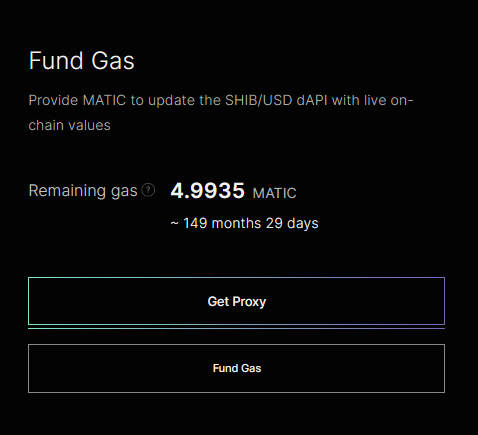 Fund Gas
Provide MATIC to update the SHIB/USD dAPI with live on-
chain values
Remaining gas ? 4.9935 MATIC
~ 149 months 29 days
Get Proxy
Fund Gas